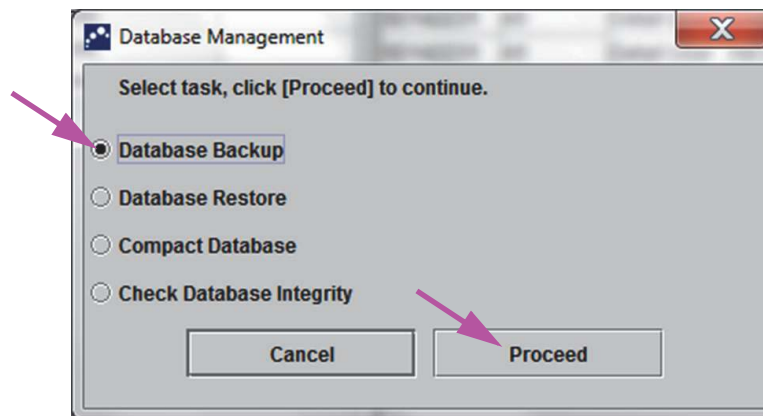 Database Management
Select task, click [Proceed] to continue.
Database Backup
Database Restore
Compact Database
Check Database Integrity
Cancel
Proceed